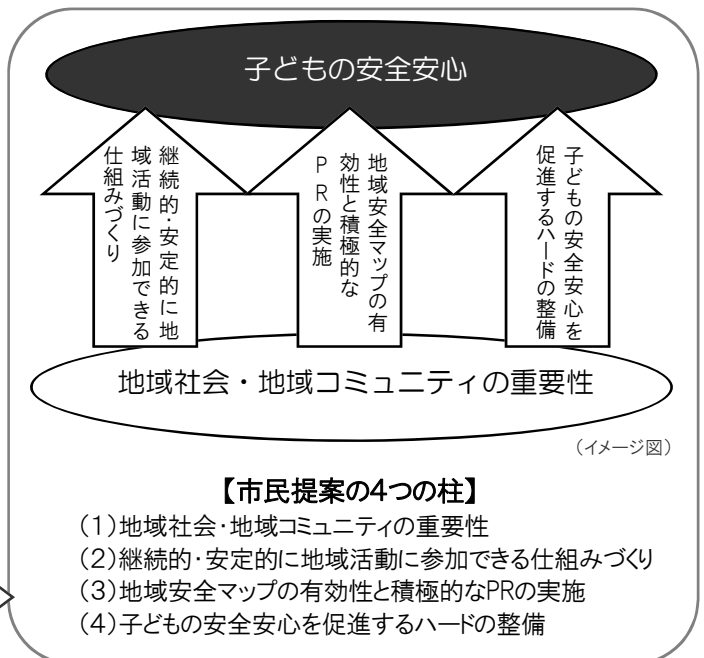 子どもの安全安心
継続的・安定的に地
域活動に参加できる
仕組みづくり
地域安全マップの有
効性と積極的な
PRの実施
子どもの安全安心を
促進するハードの整備
地域社会・地域コミュニティの重要性
（イメージ図）
【市民提案の4つの柱】
（1）地域社会・地域コミュニティの重要性
（2）継続的・安定的に地域活動に参加できる仕組みづくり
（3）地域安全マップの有効性と積極的なPRの実施
（4）子どもの安全安心を促進するハードの整備